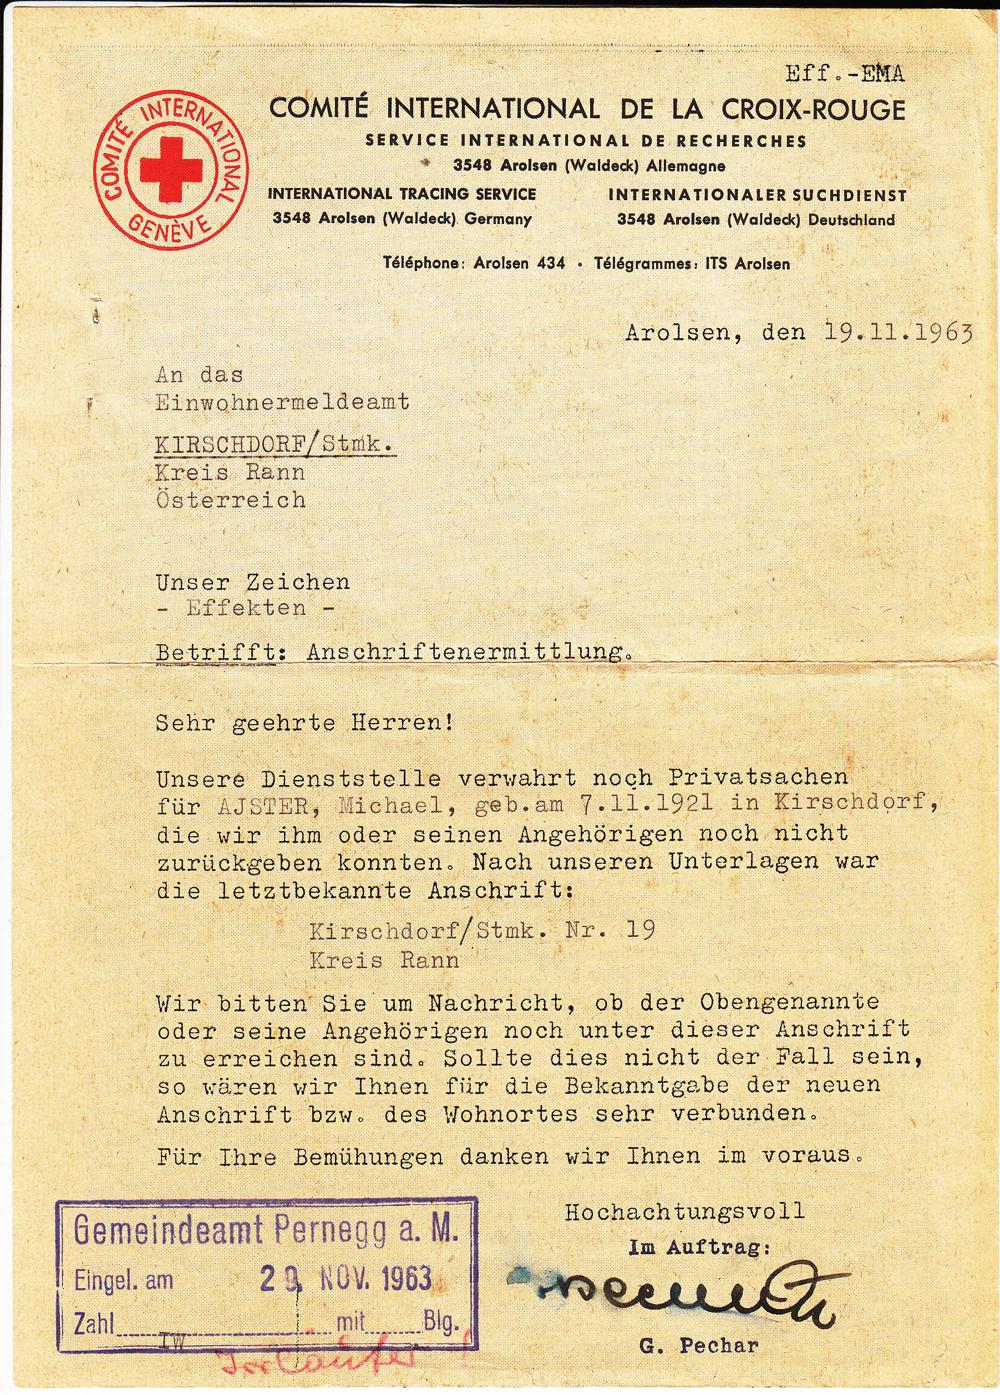 Eff.-EMA
COMITÉ INTERNATIONAL GENÈVE
COMITÉ INTERNATIONAL DE LA CROIX-ROUGE
SERVICE INTERNATIONAL DE RECHERCHES
3548 Arolsen (Waldeck) Allemagne
INTERNATIONAL TRACING SERVICE
3548 Arolsen (Waldeck) Germany
INTERNATIONALER SUCHDIENST
3548 Arolsen (Waldeck) Deutschland
Téléphone: Arolsen 434 • Télégrammes: ITS Arolsen
Arolsen, den 19.11.1963
An das
Einwohnermeldeamt
KIRSCHDORF/Stmk.
Kreis Rann
Österreich
Unser Zeichen
- Effekten -
Betrifft: Anschriftenermittlung.
Sehr geehrte Herren!
Unsere Dienststelle verwahrt noch Privatsachen
für AJSTER, Michael, geb.am 7.11.1921 in Kirschdorf,
die wir ihm oder seinen Angehörigen noch nicht
zurückgeben konnten. Nach unseren Unterlagen war
die letztbekannte Anschrift:
Kirschdorf/Stmk. Nr. 19
Kreis Rann
Wir bitten Sie um Nachricht, ob der Obengenannte
oder seine Angehörigen noch unter dieser Anschrift
zu erreichen sind. Sollte dies nicht der Fall sein,
so wären wir Ihnen für die Bekanntgabe der neuen
Anschrift bzw. des Wohnortes sehr verbunden.
Für Ihre Bemühungen danken wir Ihnen im voraus.
Hochachtungsvoll
Im Auftrag:
G. Pechar
Gemeindeamt Pernegg a. M.
Eingel. am 29. NOV. 1963
Zahl mit Blg.
IW
Irrläufer !